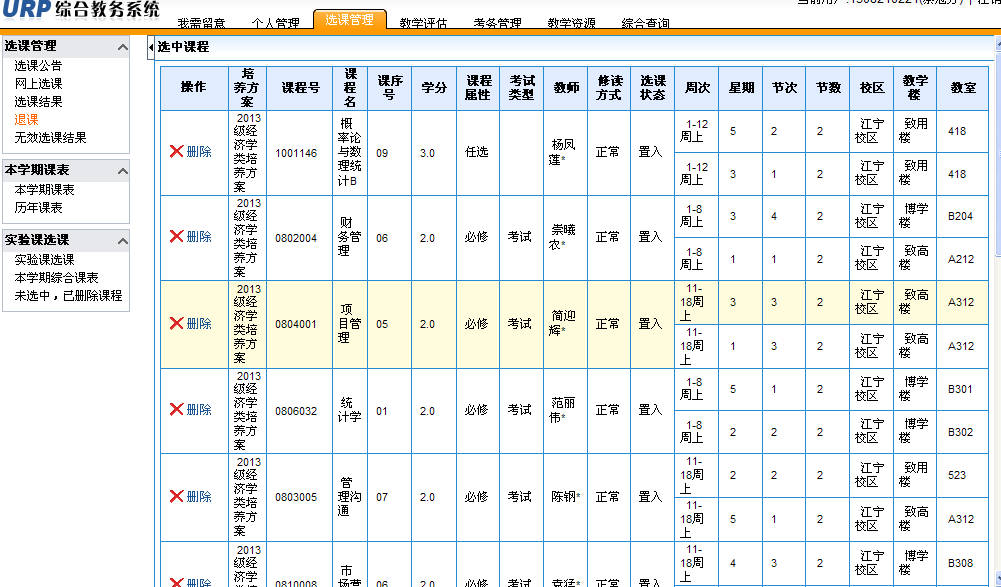 URP 综合教务系统
我需留意 个人管理 选课管理 教学评估 考务管理 教学资源 综合查询
选课管理
选课公告
网上选课
选课结果
退课
无效选课结果
本学期课表
本学期课表
历年课表
实验课选课
实验课选课
本学期综合课表
未选中，已删除课程
选中课程
操作 培养方案 课程号 课程名 课序号 学分 课程属性 考试类型 教师 修读方式 选课状态 周次 星期 节次 节数 校区 教学楼 教室
删除 2013级经济学类培养方案 1001146 概率论与数理统计B 09 3.0 任选 杨凤莲* 正常 置入 1-12周上 5 2 2 江宁校区 致用楼 418
1-12周上 3 1 2 江宁校区 致用楼 418
删除 2013级经济学类培养方案 0802004 财务管理 06 2.0 必修 考试 崇曦农* 正常 置入 1-8周上 3 4 2 江宁校区 博学楼 B204
1-8周上 1 1 2 江宁校区 致高楼 A212
删除 2013级经济学类培养方案 0804001 项目管理 05 2.0 必修 考试 简迎辉* 正常 置入 11-18周上 3 3 2 江宁校区 致高楼 A312
11-18周上 1 3 2 江宁校区 致高楼 A312
删除 2013级经济学类培养方案 0806032 统计学 01 2.0 必修 考试 范丽伟* 正常 置入 1-8周上 5 1 2 江宁校区 博学楼 B301
1-8周上 2 2 2 江宁校区 博学楼 B302
删除 2013级经济学类培养方案 0803005 管理沟通 07 2.0 必修 考试 陈钢* 正常 置入 11-18周上 2 2 2 江宁校区 致用楼 523
11-18周上 5 1 2 江宁校区 致高楼 A312
删除 2013级经济学类 0810008 市场营 06 2.0 必修 考试 袁猛* 正常 置入 11-18周上 4 3 2 江宁校区 博学楼 B308